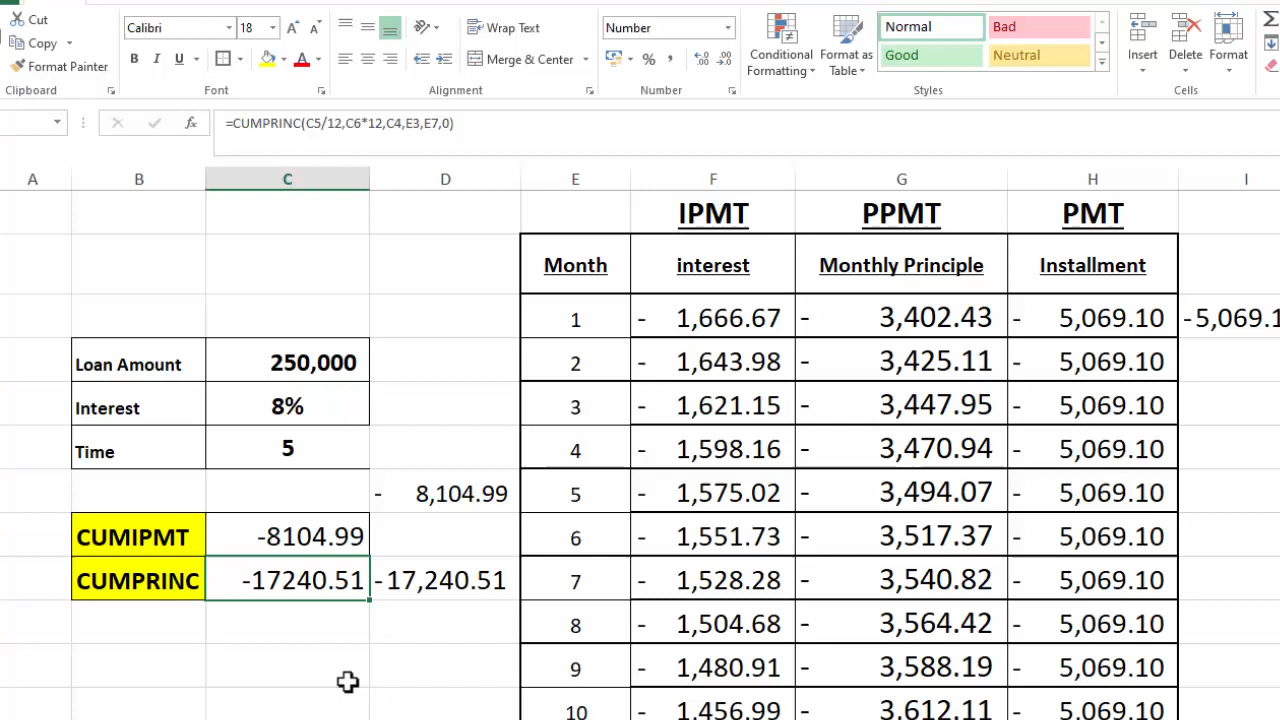 Cut
Copy
Format Painter
Clipboard
Calibri 18
B I U
Font
Wrap Text
Merge & Center
Alignment
Number
%
Number
Conditional
Formatting
Format as
Table
Normal Bad
Good Neutral
Styles
Insert Delete Format
Cells
fx =CUMPRINC(C5/12,C6*12,C4,E3,E7,0)
A B C D E F G H I
IPMT PPMT PMT
Month interest Monthly Principle Installment
1 - 1,666.67 - 3,402.43 - 5,069.10 -5,069.1
Loan Amount 250,000 2 - 1,643.98 - 3,425.11 - 5,069.10
Interest 8% 3 - 1,621.15 - 3,447.95 - 5,069.10
Time 5 4 - 1,598.16 - 3,470.94 - 5,069.10
- 8,104.99 5 - 1,575.02 - 3,494.07 - 5,069.10
CUMIPMT -8104.99 6 - 1,551.73 - 3,517.37 - 5,069.10
CUMPRINC -17240.51 -17,240.51 7 - 1,528.28 - 3,540.82 - 5,069.10
8 - 1,504.68 - 3,564.42 - 5,069.10
9 - 1,480.91 - 3,588.19 - 5,069.10
10 - 1,456.99 - 3,612.11 - 5,069.10